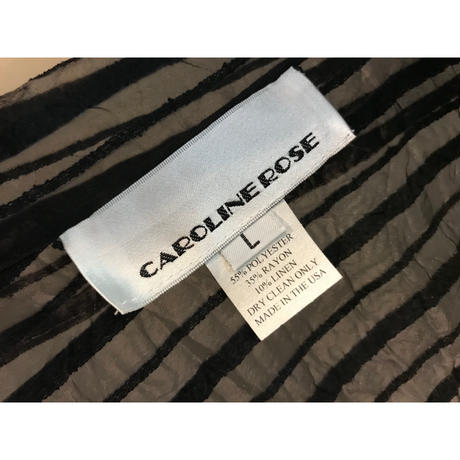 CAROLINE ROSE
L
55% POLYESTER
35% RAYON
10% LINEN
DRY CLEAN ONLY
MADE IN THE USA